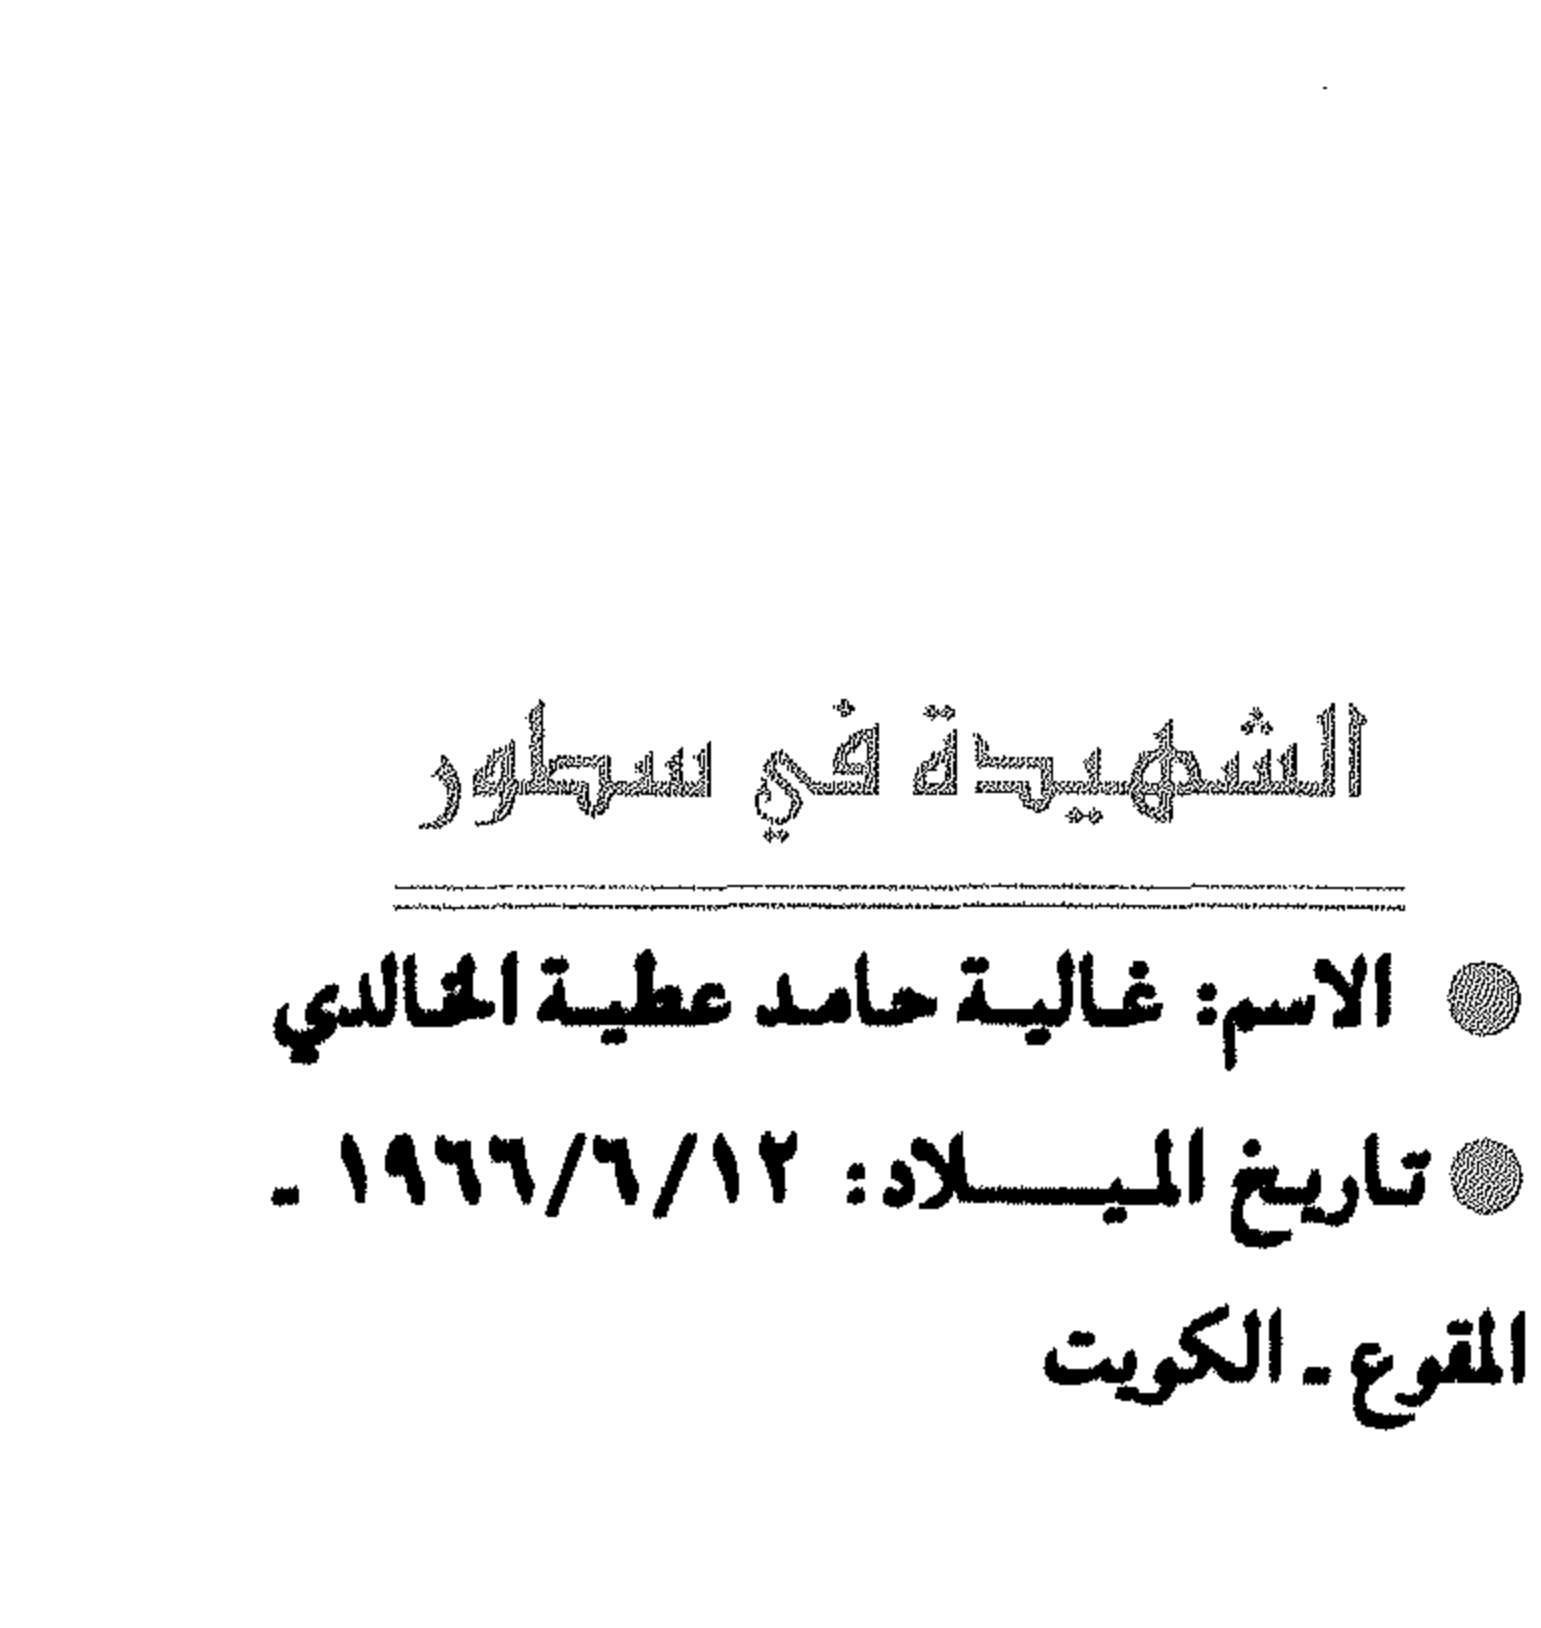 الشهيدة في سطور
الاسم: غالية حامد عطية الخالدي
تاريخ الميلاد: ١٩٦٦/٦/١٢ -
المقوع - الكويت